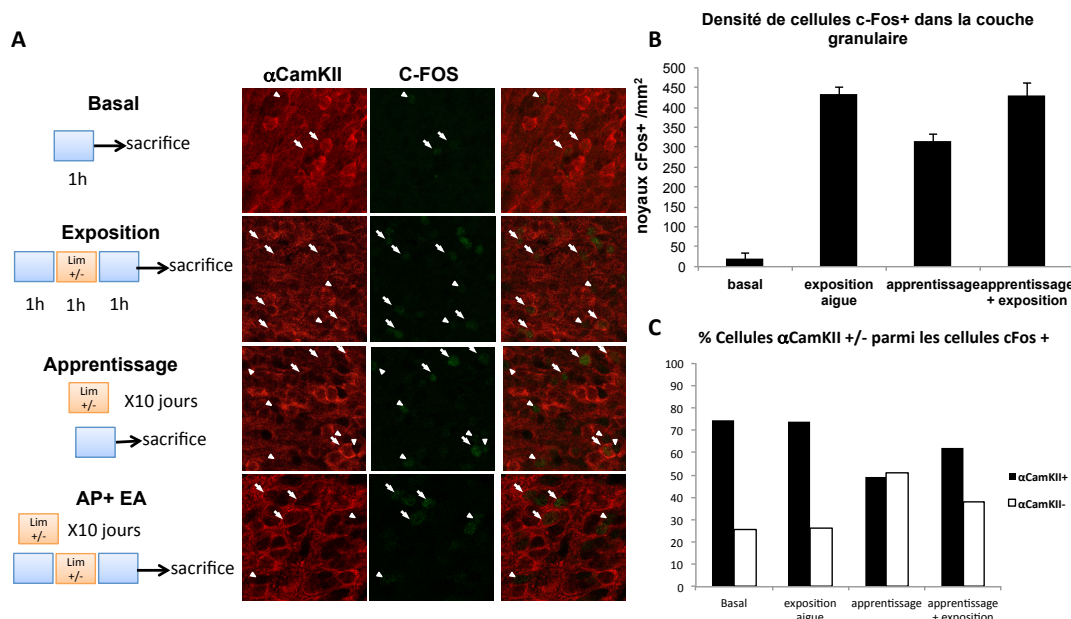 A
αCamKII
C-FOS
Basal
sacrifice
1h
Exposition
Lim
+/-
sacrifice
1h 1h 1h
Apprentissage
Lim
+/-
X10 jours
sacrifice
AP+ EA
Lim
+/-
X10 jours
Lim
+/-
sacrifice
B
Densité de cellules c-Fos+ dans la couche
granulaire
noyaux cFos+ /mm2
500
450
400
350
300
250
200
150
100
50
0
basal
exposition
aigue
apprentissage
apprentissage
+ exposition
C
% Cellules αCamKII +/- parmi les cellules cFos +
100
90
80
70
60
50
40
30
20
10
0
Basal
exposition
aigue
apprentissage
apprentissage
+ exposition
αCamKII+
αCamKII-